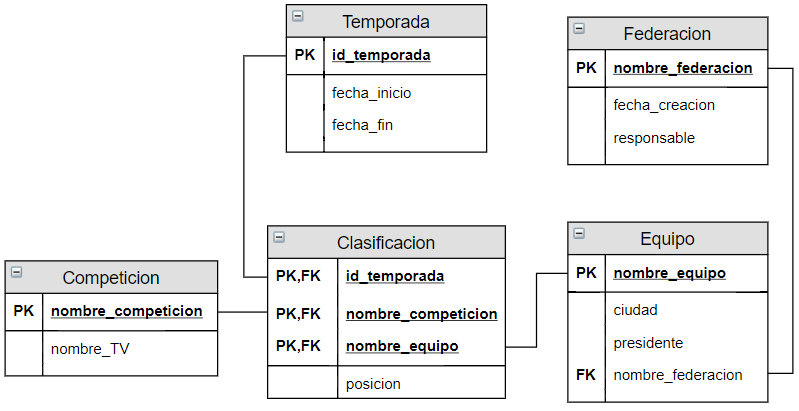 Temporada
PK id_temporada
fecha_inicio
fecha_fin
Federacion
PK nombre_federacion
fecha_creacion
responsable
Competicion
PK nombre_competicion
nombre_TV
Clasificacion
PK,FK id_temporada
PK,FK nombre_competicion
PK,FK nombre_equipo
posicion
Equipo
PK nombre_equipo
ciudad
presidente
FK nombre_federacion